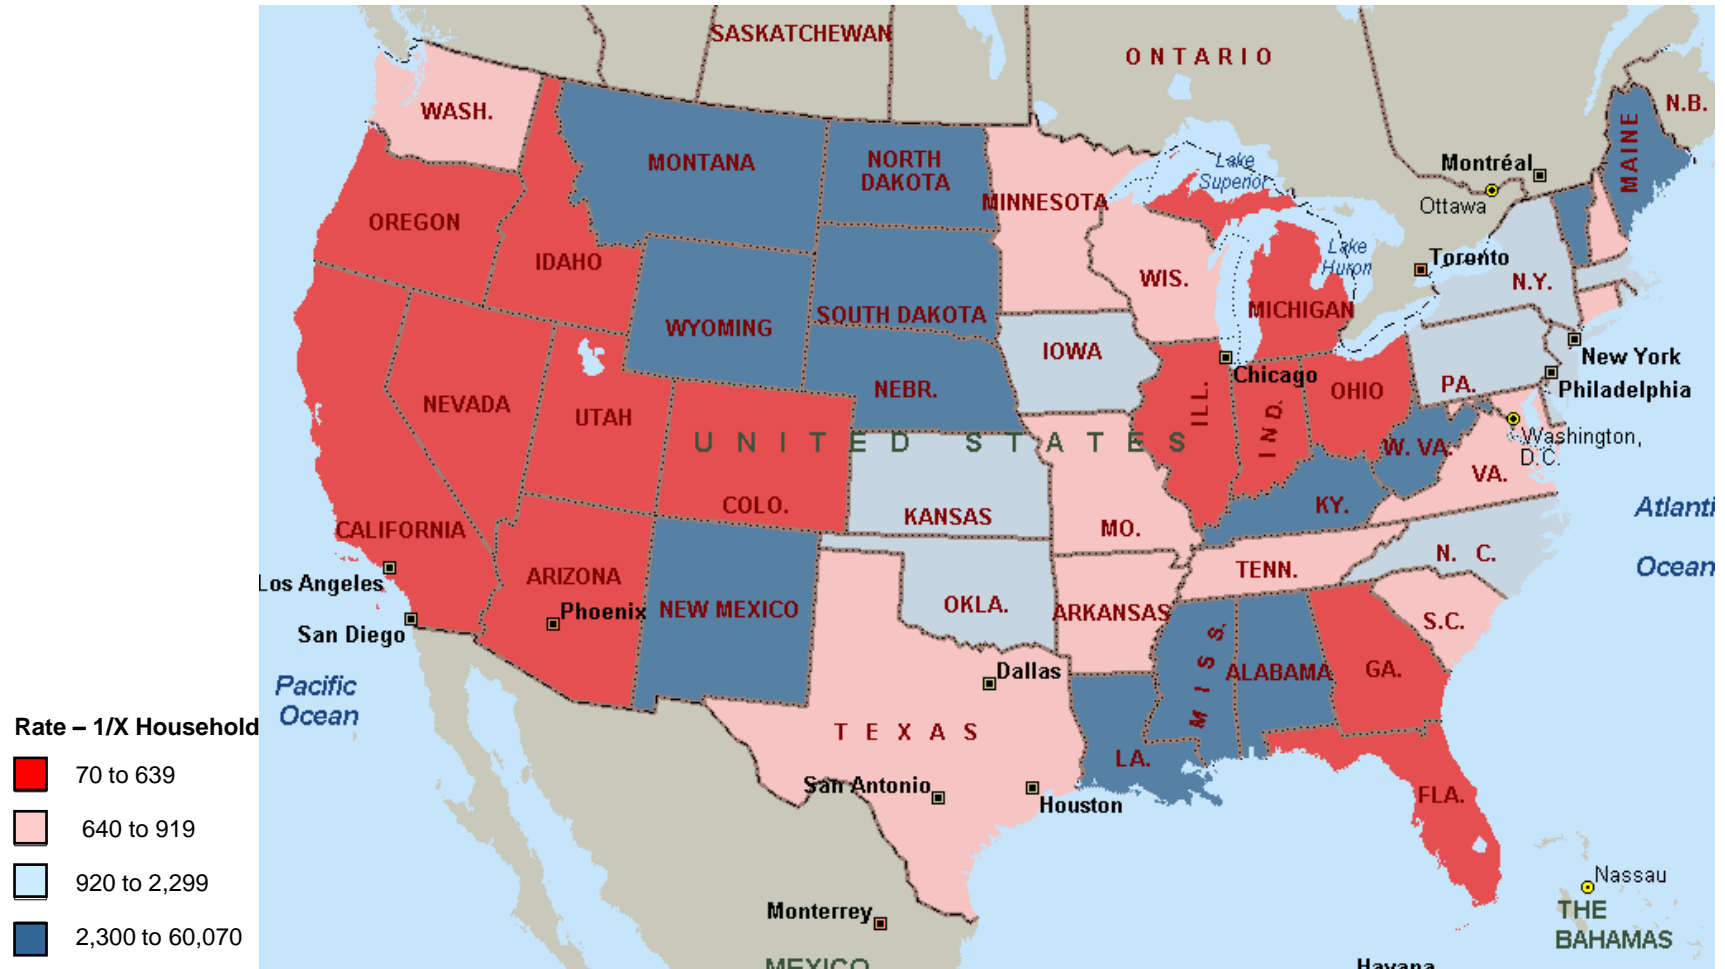 SASKATCHEWAN
ONTARIO
N.B.
WASH.
MAINE
MONTANA
NORTH
DAKOTA
Montréal
Lake
Superior
MINNESOTA
Ottawa
OREGON
Lake
Huron
Toronto
IDAHO
WIS.
N.Y.
MICHIGAN
SOUTH DAKOTA
WYOMING
IOWA
New York
Chicago
NEBR.
PA.
Philadelphia
NEVADA
UTAH
ILL.
IND.
OHIO
UNITED STATES
W. VA.
Washington,
D.C.
VA.
COLO.
KANSAS
KY.
Atlanti
CALIFORNIA
MO.
N. C.
Ocean
Los Angeles
ARIZONA
TENN.
Phoenix
NEW MEXICO
OKLA.
ARKANSAS
S.C.
San Diego
MISS.
ALABAMA
GA.
Dallas
Pacific
Ocean
TEXAS
LA.
San Antonio
Houston
FLA.
Nassau
THE
BAHAMAS
Monterrey
MEXICO
Havana
Rate – 1/X Household
70 to 639
640 to 919
920 to 2,299
2,300 to 60,070